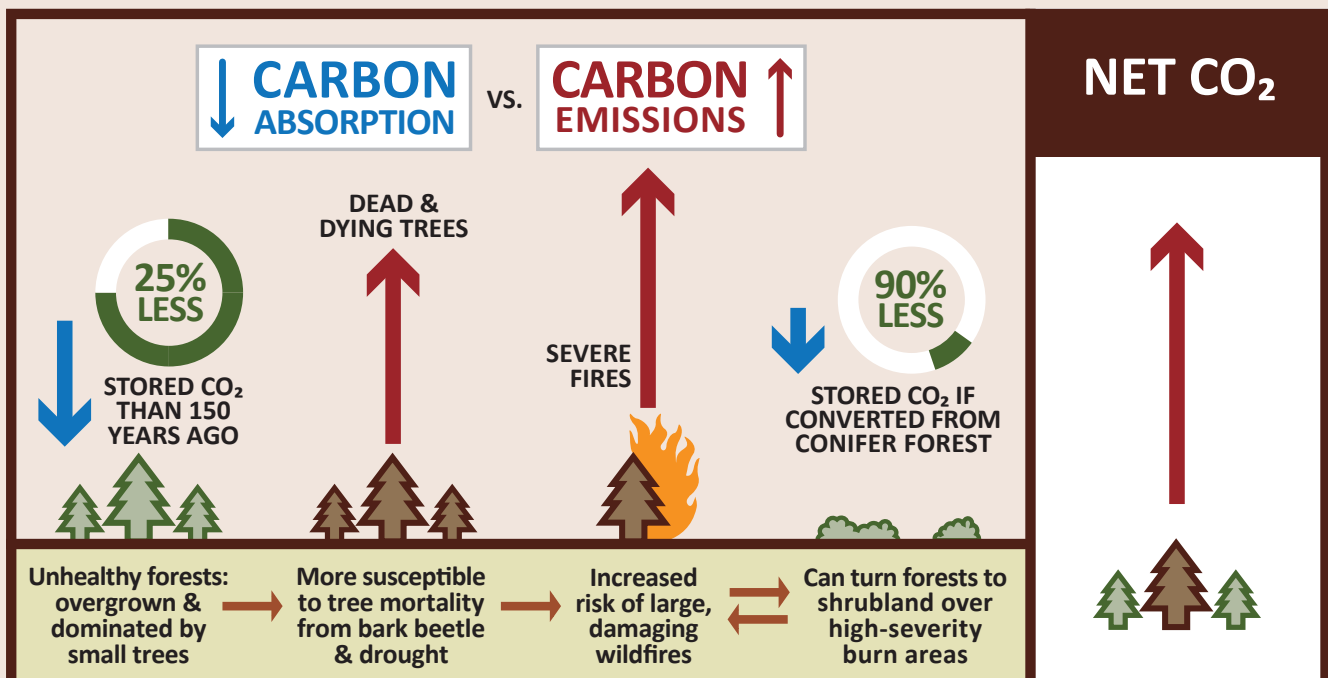 CARBON
ABSORPTION
VS.
CARBON
EMISSIONS
NET CO₂
25%
LESS
STORED CO₂
THAN 150
YEARS AGO
DEAD &
DYING TREES
SEVERE
FIRES
90%
LESS
STORED CO₂ IF
CONVERTED FROM
CONIFER FOREST
Unhealthy forests:
overgrown &
dominated by
small trees
More susceptible
to tree mortality
from bark beetle
& drought
Increased
risk of large,
damaging
wildfires
Can turn forests to
shrubland over
high-severity
burn areas